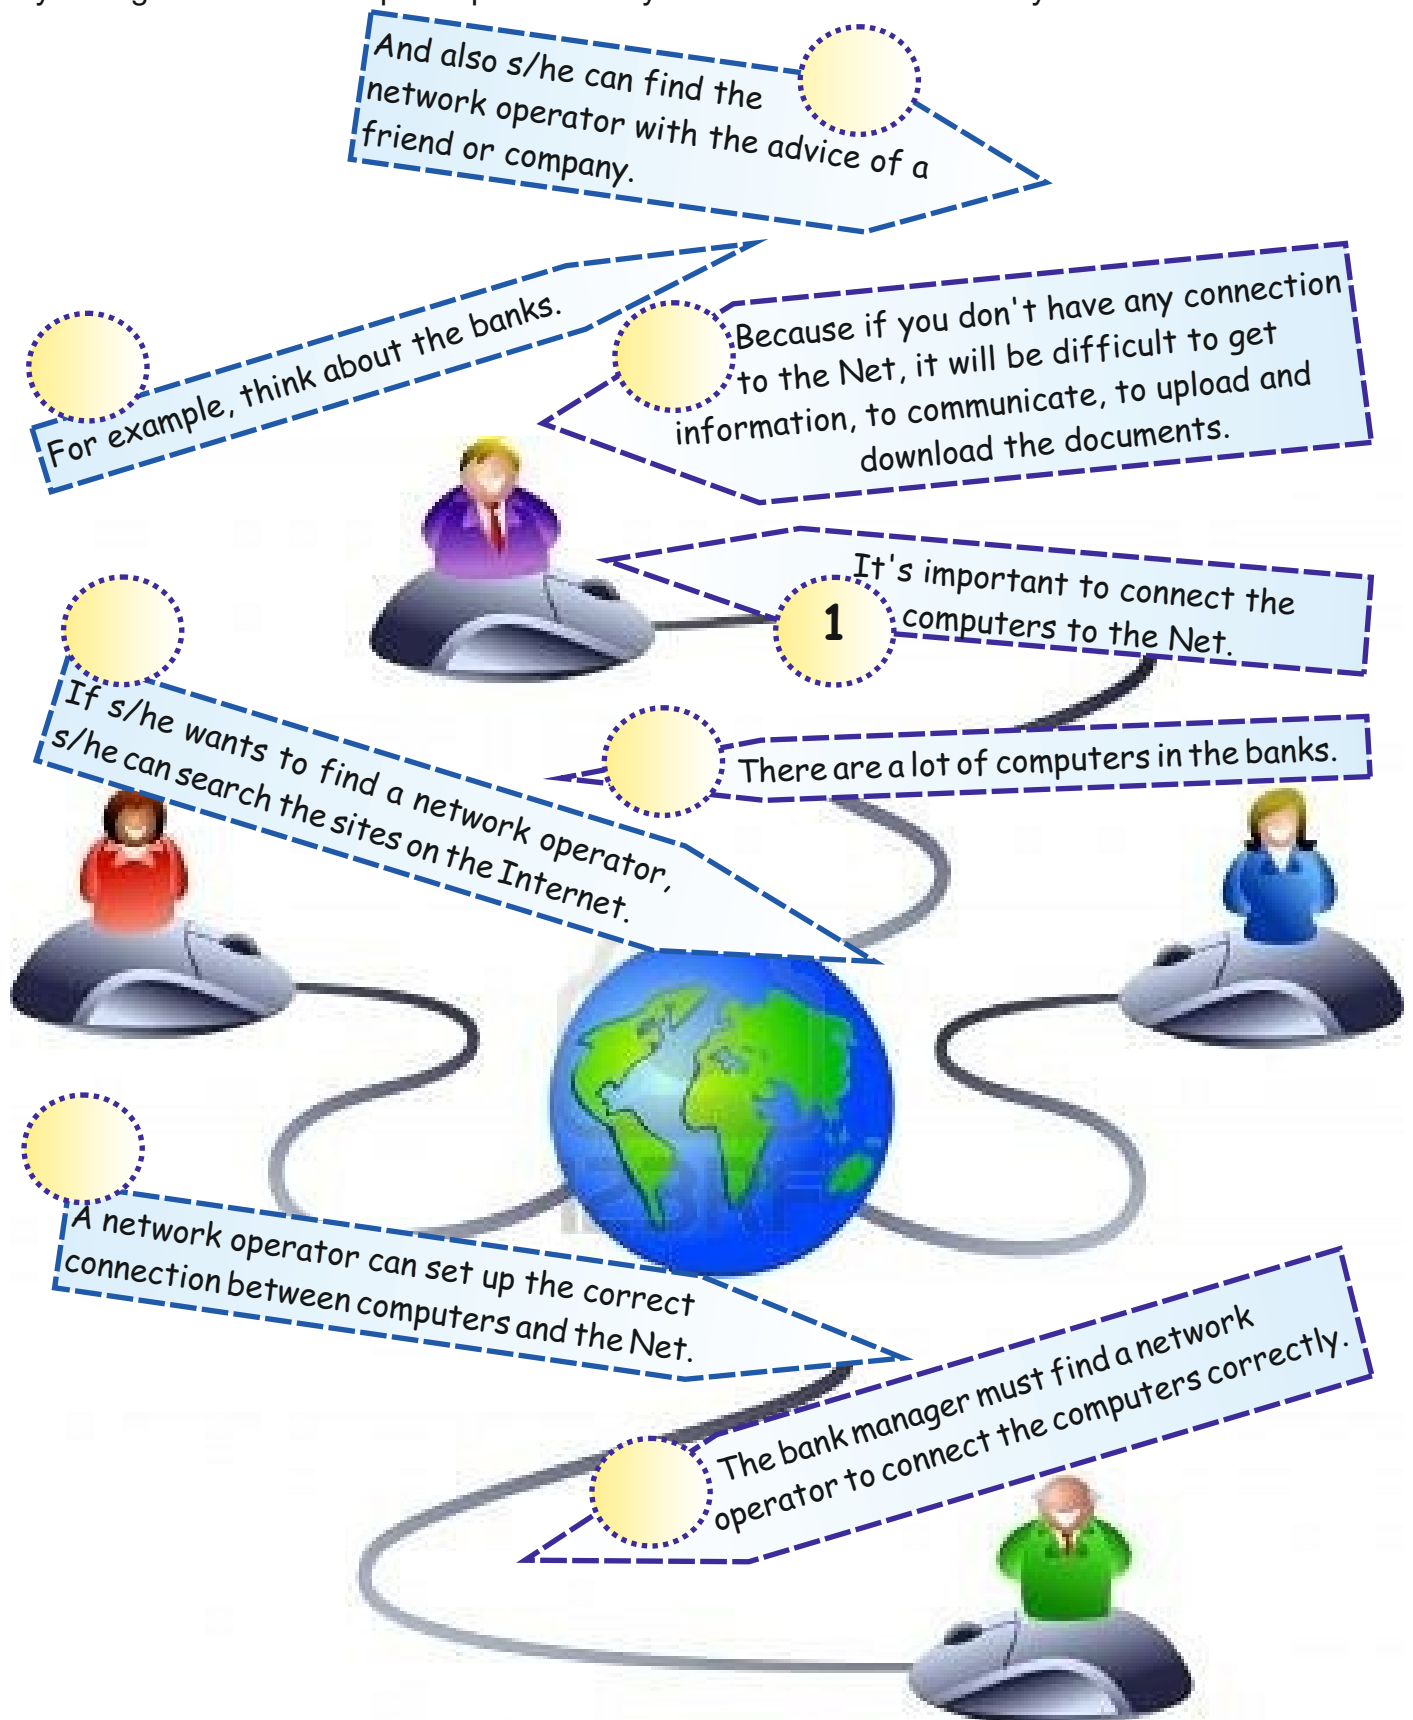 And also s/he can find the
network operator with the advice of a
friend or company.
For example, think about the banks.
Because if you don't have any connection
to the Net, it will be difficult to get
information, to communicate, to upload and
download the documents.
It's important to connect the
1 computers to the Net.
If s/he wants to find a network operator,
s/he can search the sites on the Internet.
There are a lot of computers in the banks.
A network operator can set up the correct
connection between computers and the Net.
The bank manager must find a network
operator to connect the computers correctly.